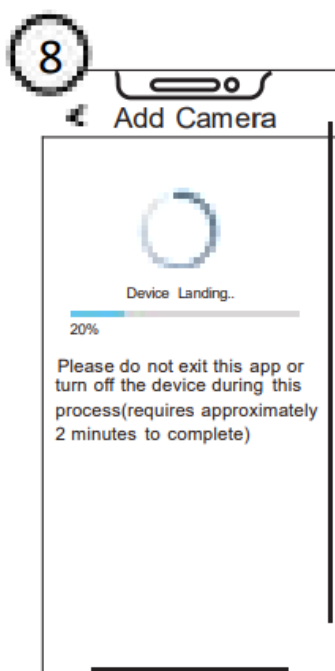 8
Add Camera
Device Landing..
20%
Please do not exit this app or
turn off the device during this
process(requires approximately
2 minutes to complete)